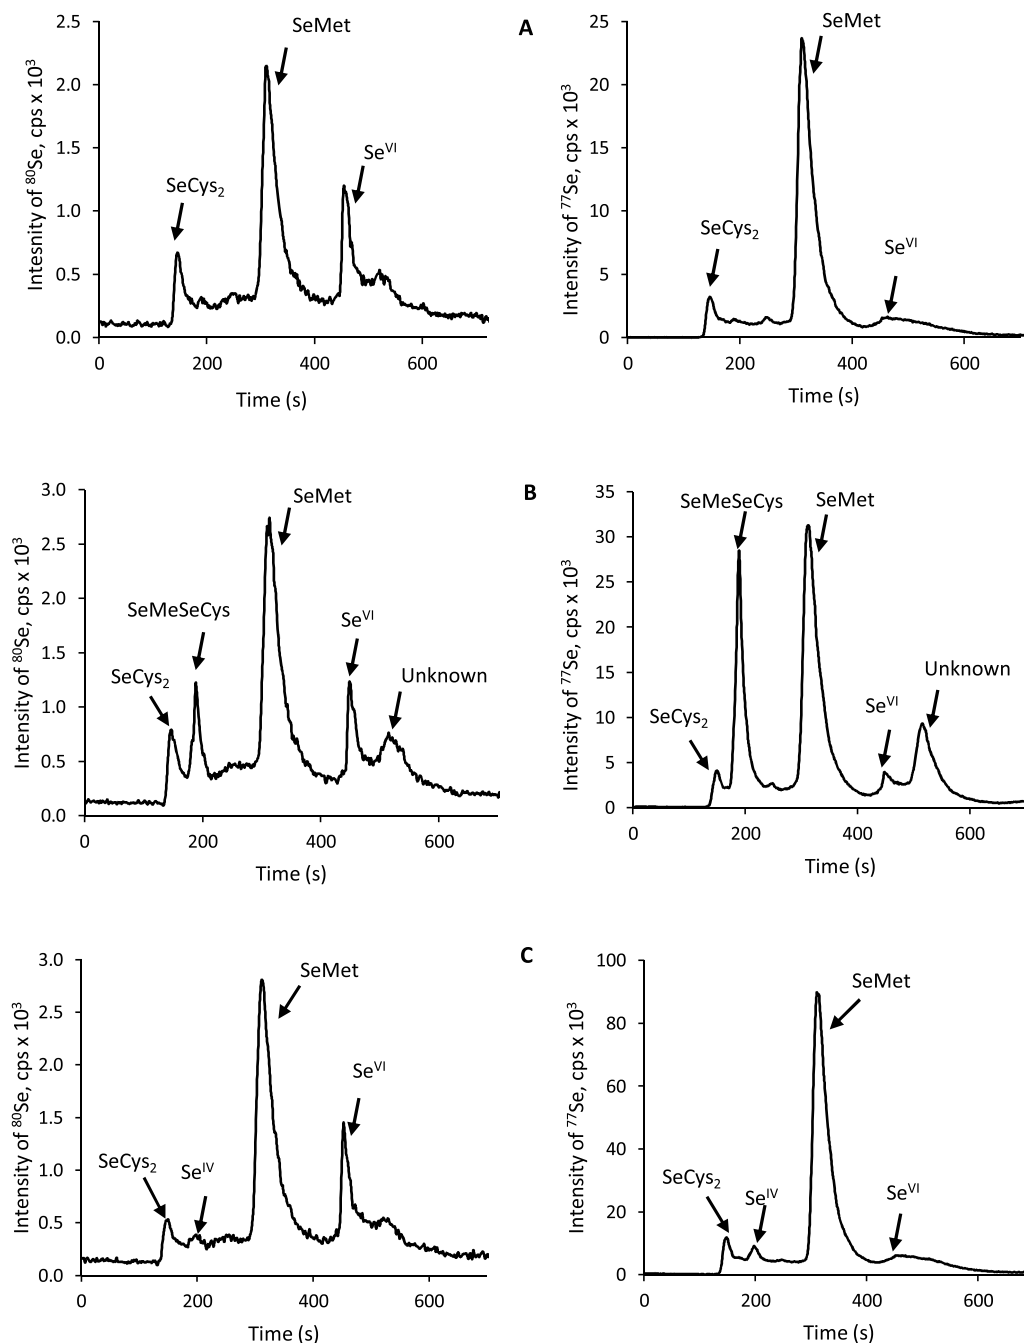 A
2.5
2.0
1.5
1.0
0.5
0.0
Intesnity of ⁸⁰Se, cps x 10³
SeMet
SeCys₂
Seⱽᴵ
0 200 400 600
Time (s)
25
20
15
10
5
0
Intensity of ⁷⁷Se, cps x 10³
SeMet
SeCys₂
Seⱽᴵ
0 200 400 600
Time (s)
B
3.0
2.5
2.0
1.5
1.0
0.5
0.0
Intensity of ⁸⁰Se, cps x 10³
SeMet
SeMeSeCys
SeCys₂
Seⱽᴵ
Unknown
0 200 400 600
Time (s)
35
30
25
20
15
10
5
0
Intensity of ⁷⁷Se, cps x 10³
SeMeSeCys
SeMet
SeCys₂
Seⱽᴵ
Unknown
0 200 400 600
Time (s)
C
3.0
2.5
2.0
1.5
1.0
0.5
0.0
Intensity of ⁸⁰Se, cps x 10³
SeMet
Seⱽᴵ
SeCys₂
Seᴵⱽ
0 200 400 600
Time (s)
100
80
60
40
20
0
Intensity of ⁷⁷Se, cps x 10³
SeMet
SeCys₂
Seᴵⱽ
Seⱽᴵ
0 200 400 600
Time (s)